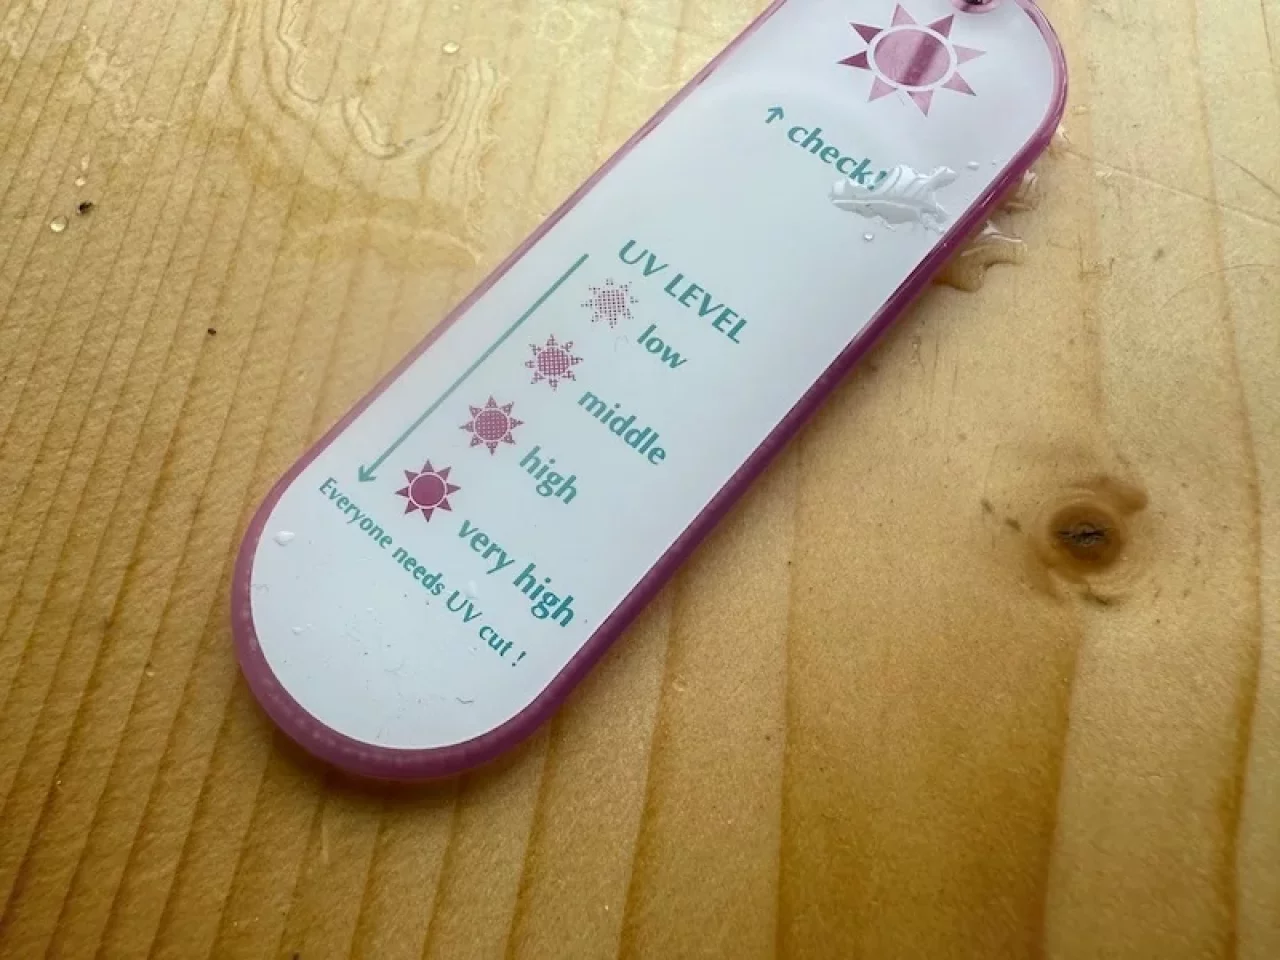 ↑ check!
UV LEVEL
low
middle
high
very high
Everyone needs UV cut !